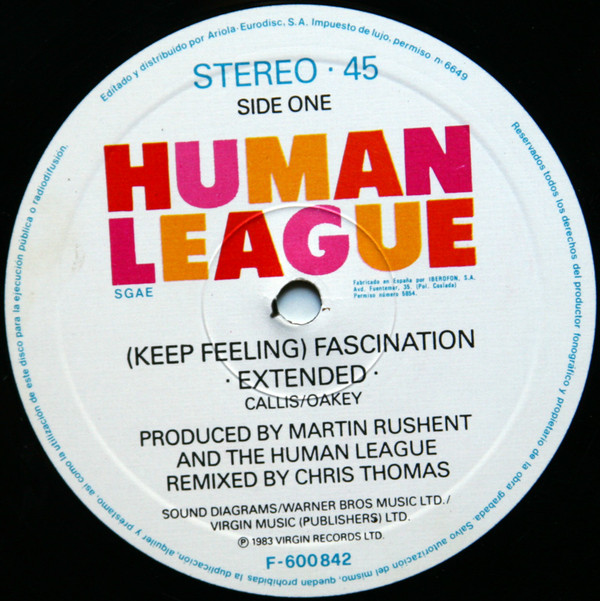 Editado y distribuido por Ariola-Eurodisc, S.A. Impuesto de lujo, permiso nº 6649
STEREO · 45
SIDE ONE
HUMAN
LEAGUE
SGAE
Fabricado en España por IBEROFON, S.A.
Avd. Fuentemar, 35. (Pol. Coslada)
Permiso número 5854.
(KEEP FEELING) FASCINATION
· EXTENDED ·
CALLIS/OAKEY
PRODUCED BY MARTIN RUSHENT
AND THE HUMAN LEAGUE
REMIXED BY CHRIS THOMAS
SOUND DIAGRAMS/WARNER BROS MUSIC LTD./
VIRGIN MUSIC (PUBLISHERS) LTD.
℗ 1983 VIRGIN RECORDS LTD.
F-600842
Reservados todos los derechos del productor fonográfico y propietario de la obra grabada. Salvo autorización quedan prohibidas la duplicación, alquiler y préstamo, así como la utilización de este disco para la ejecución pública o radiodifusión.